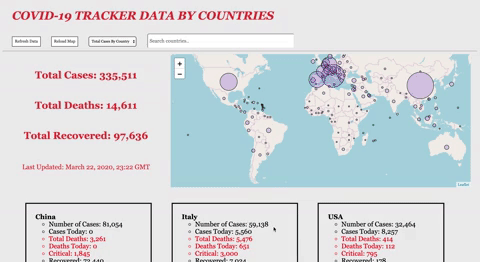 COVID-19 TRACKER DATA BY COUNTRIES
Refresh Data
Reload Map
Total Cases By Country
Search countries...
+
−
Total Cases: 335,511
Total Deaths: 14,611
Total Recovered: 97,636
Last Updated: March 22, 2020, 23:22 GMT
Leaflet
China
Number of Cases: 81,054
Cases Today: 0
Total Deaths: 3,261
Deaths Today: 0
Critical: 1,845
Recovered: 72,440
Italy
Number of Cases: 59,138
Cases Today: 5,560
Total Deaths: 5,476
Deaths Today: 651
Critical: 3,000
Recovered: 7,024
USA
Number of Cases: 32,464
Cases Today: 8,257
Total Deaths: 414
Deaths Today: 112
Critical: 795
Recovered: 178